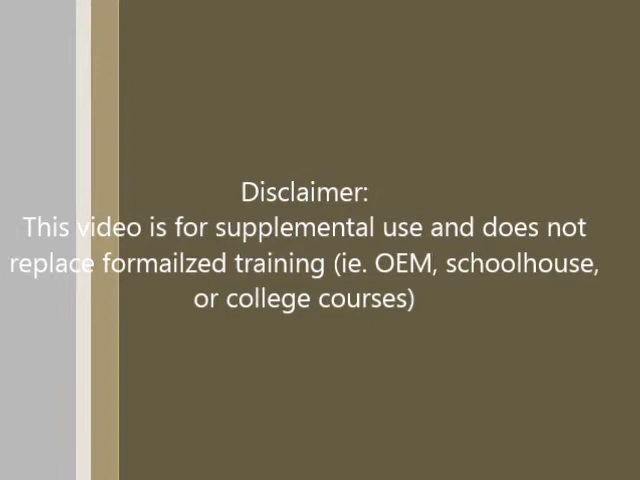 Disclaimer:
This video is for supplemental use and does not
replace formailzed training (ie. OEM, schoolhouse,
or college courses)